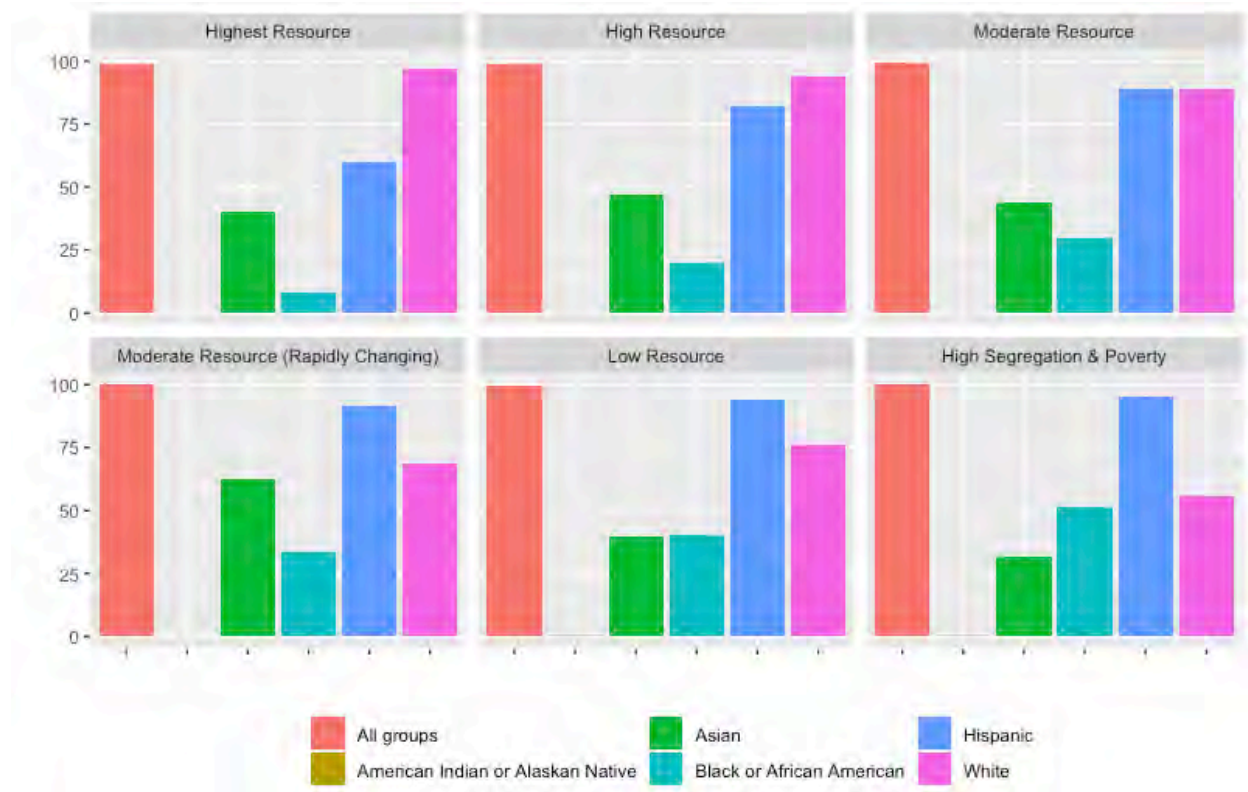 Highest Resource
High Resource
Moderate Resource
100
75
50
25
0
Moderate Resource (Rapidly Changing)
Low Resource
High Segregation & Poverty
100
75
50
25
0
All groups
Asian
Hispanic
American Indian or Alaskan Native
Black or African American
White